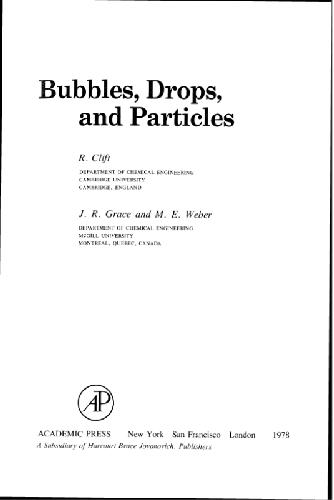 Bubbles, Drops,
and Particles
R. Clift
DEPARTMENT OF CHEMICAL ENGINEERING
CAMBRIDGE UNIVERSITY
CAMBRIDGE, ENGLAND
J. R. Grace and M. E. Weber
DEPARTMENT OF CHEMICAL ENGINEERING
MCGILL UNIVERSITY
MONTREAL, QUEBEC, CANADA
AP
ACADEMIC PRESS New York San Francisco London 1978
A Subsidiary of Harcourt Brace Jovanovich, Publishers